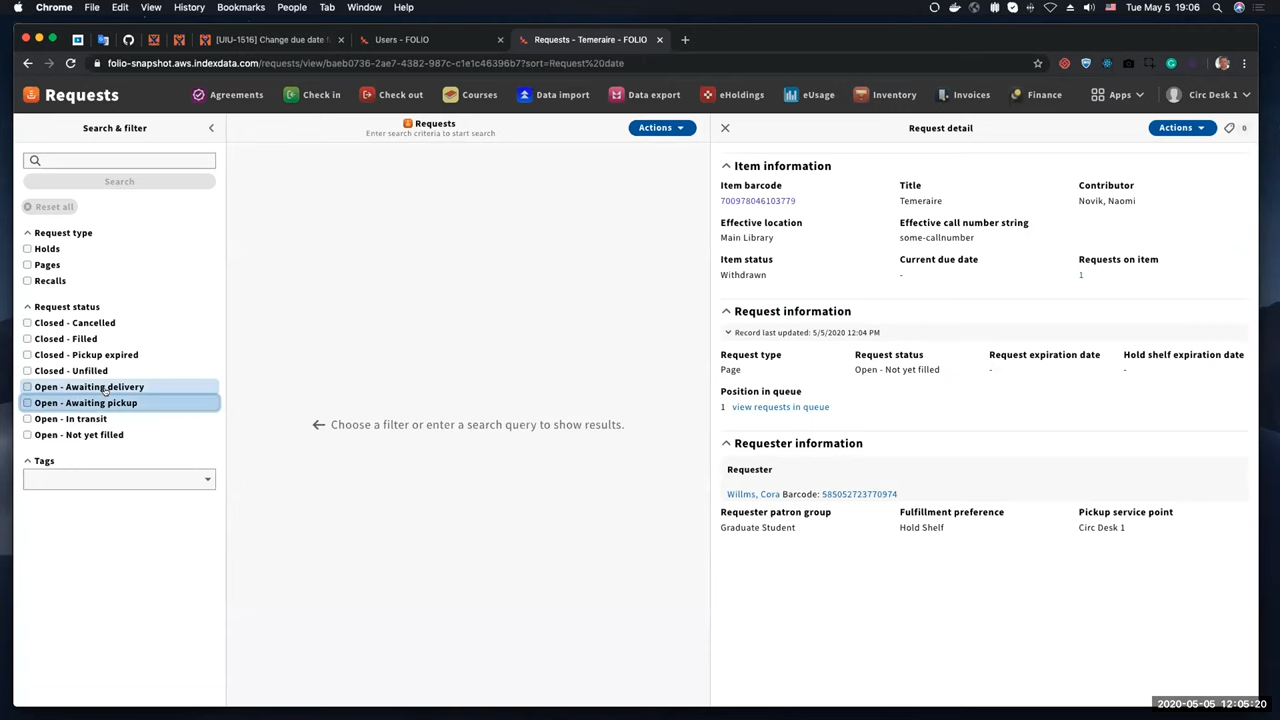 Chrome File Edit View History Bookmarks People Tab Window Help
Tue May 5 19:06
[UIU-1516] Change due date
Users - FOLIO
Requests - Temeraire - FOLIO
folio-snapshot.aws.indexdata.com/requests/view/baeb0736-2ae7-4382-987c-c1e1c46396b7?sort=Request%20date
Requests
Agreements
Check in
Check out
Courses
Data import
Data export
eHoldings
eUsage
Inventory
Invoices
Finance
Apps
Circ Desk 1
Search & filter
Search
Reset all
Request type
Holds
Pages
Recalls
Request status
Closed - Cancelled
Closed - Filled
Closed - Pickup expired
Closed - Unfilled
Open - Awaiting delivery
Open - Awaiting pickup
Open - In transit
Open - Not yet filled
Tags
Requests
Enter search criteria to start search
Actions
Choose a filter or enter a search query to show results.
Request detail
Actions
0
Item information
Item barcode Title Contributor
700978046103779 Temeraire Novik, Naomi
Effective location Effective call number string
Main Library some-callnumber
Item status Current due date Requests on item
Withdrawn - 1
Request information
Record last updated: 5/5/2020 12:04 PM
Request type Request status Request expiration date Hold shelf expiration date
Page Open - Not yet filled - -
Position in queue
1 view requests in queue
Requester information
Requester
Willms, Cora Barcode: 585052723770974
Requester patron group Fulfillment preference Pickup service point
Graduate Student Hold Shelf Circ Desk 1
2020-05-05 12:05:20